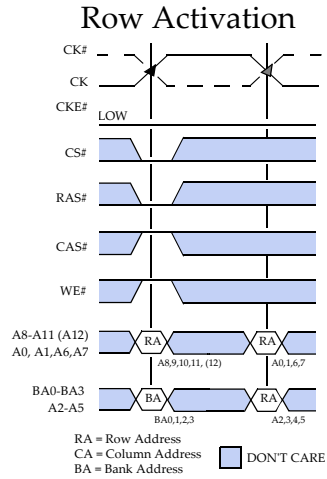 Row Activation
CK#
CK
CKE#
LOW
CS#
RAS#
CAS#
WE#
A8-A11 (A12)
A0, A1,A6,A7
RA
RA
A8,9,10,11, (12)
A0,1,6,7
BA0-BA3
A2-A5
BA
RA
BA0,1,2,3
A2,3,4,5
RA = Row Address
CA = Column Address
BA = Bank Address
DON'T CARE